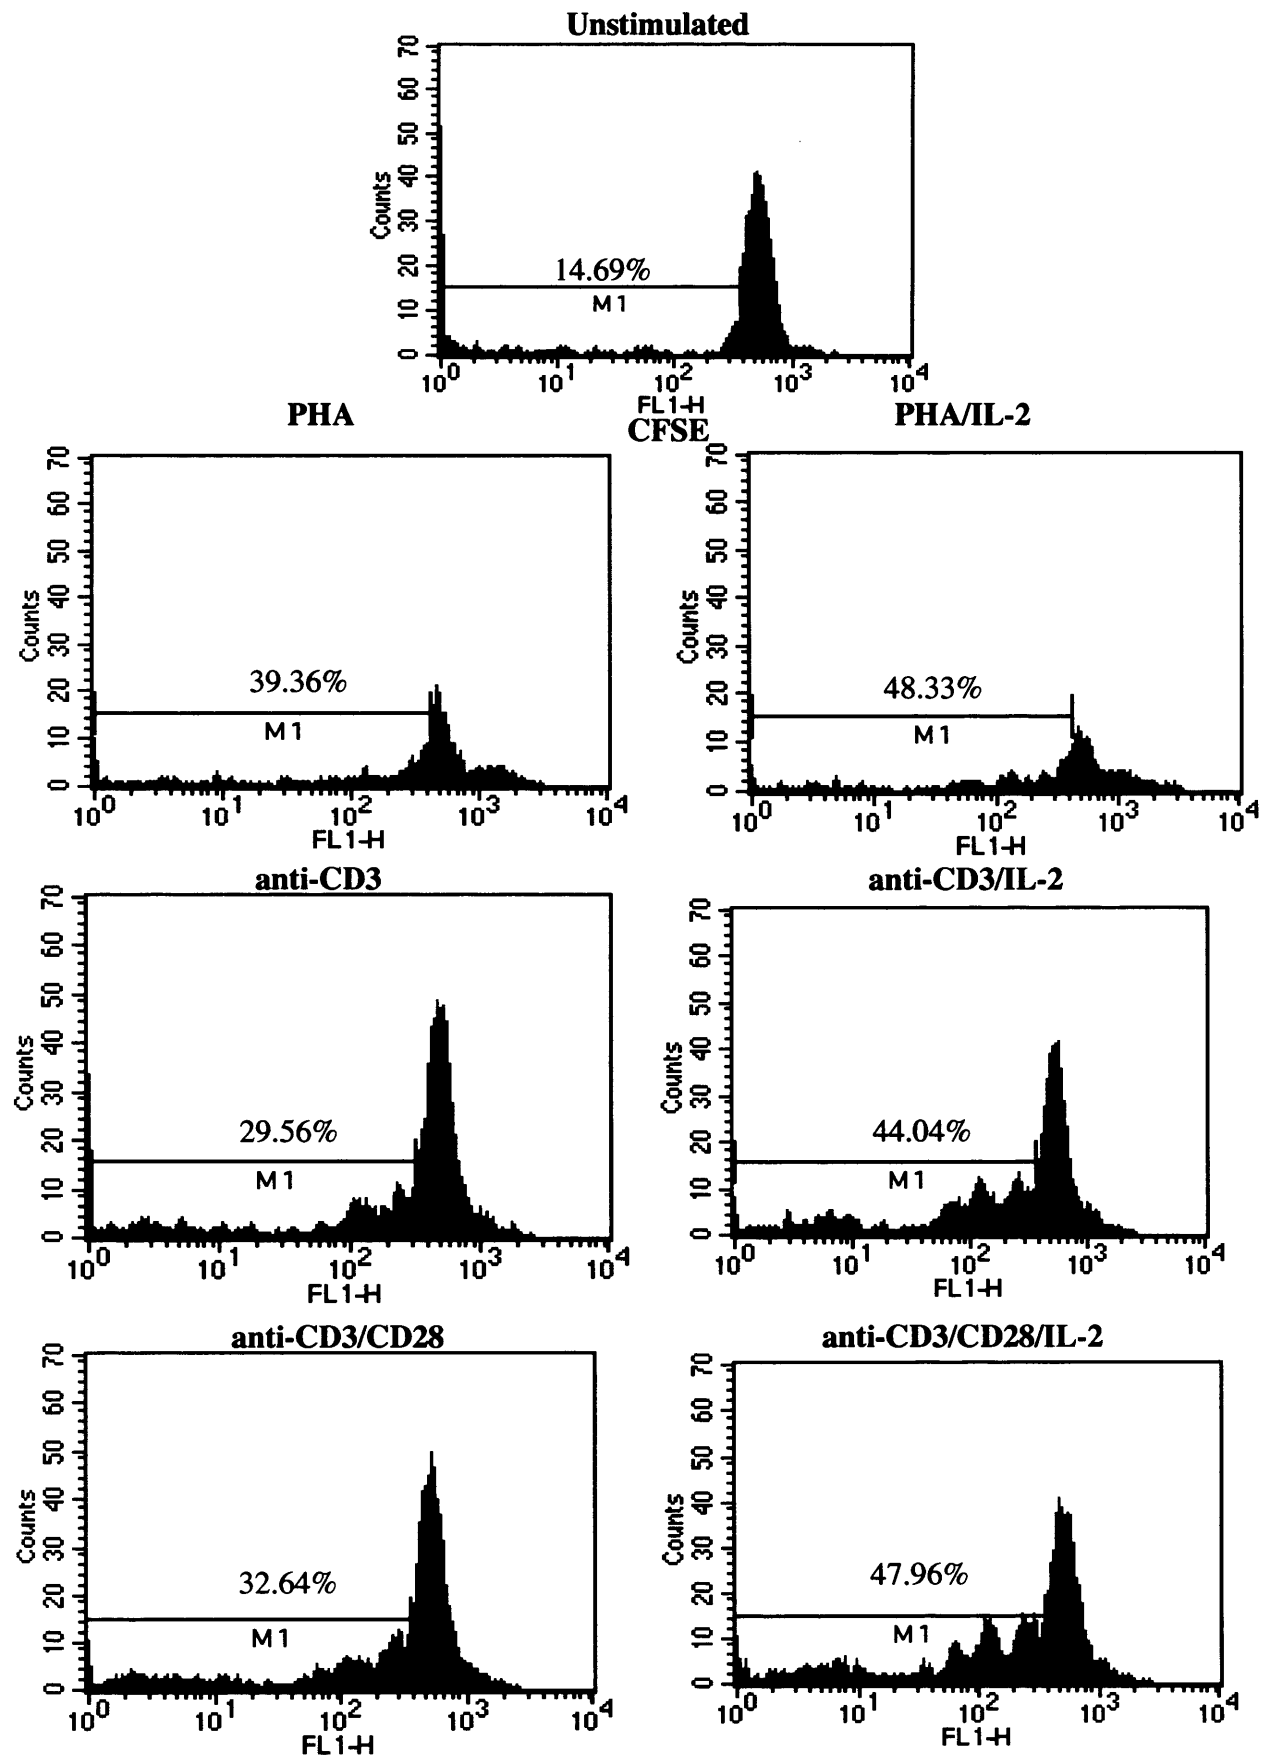 Unstimulated
70
60
50
40
30
20
10
0
Counts
14.69%
M1
10^0 10^1 10^2 10^3 10^4
FL1-H
CFSE
PHA
70
60
50
40
30
20
10
0
Counts
39.36%
M1
10^0 10^1 10^2 10^3 10^4
FL1-H
PHA/IL-2
70
60
50
40
30
20
10
0
Counts
48.33%
M1
10^0 10^1 10^2 10^3 10^4
FL1-H
anti-CD3
70
60
50
40
30
20
10
0
Counts
29.56%
M1
10^0 10^1 10^2 10^3 10^4
FL1-H
anti-CD3/IL-2
70
60
50
40
30
20
10
0
Counts
44.04%
M1
10^0 10^1 10^2 10^3 10^4
FL1-H
anti-CD3/CD28
70
60
50
40
30
20
10
0
Counts
32.64%
M1
10^0 10^1 10^2 10^3 10^4
FL1-H
anti-CD3/CD28/IL-2
70
60
50
40
30
20
10
0
Counts
47.96%
M1
10^0 10^1 10^2 10^3 10^4
FL1-H